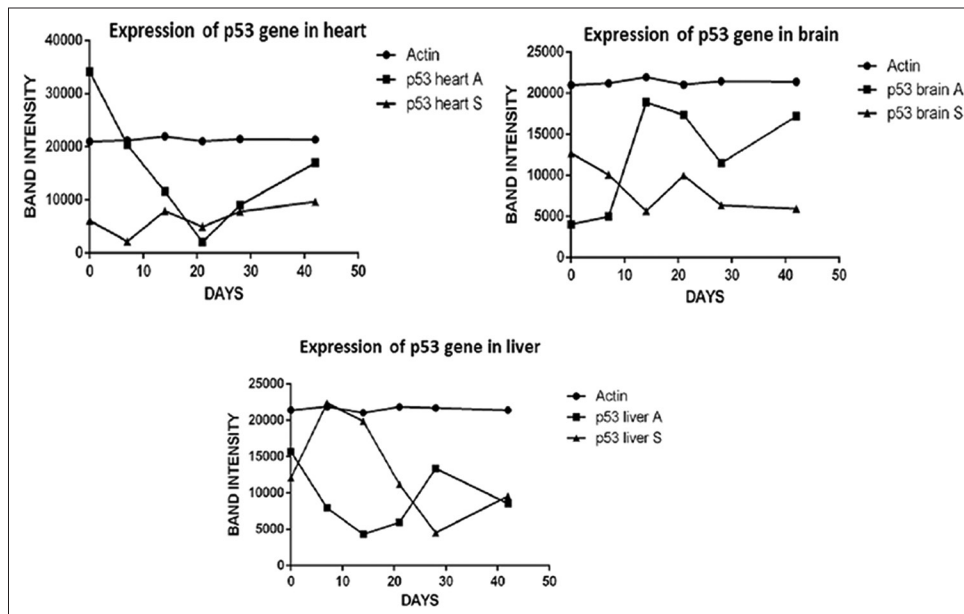 Expression of p53 gene in heart
BAND INTENSITY
40000
30000
20000
10000
0
0 10 20 30 40 50
DAYS
Actin
p53 heart A
p53 heart S
Expression of p53 gene in brain
BAND INTENSITY
25000
20000
15000
10000
5000
0
0 10 20 30 40 50
DAYS
Actin
p53 brain A
p53 brain S
Expression of p53 gene in liver
BAND INTENSITY
25000
20000
15000
10000
5000
0
0 10 20 30 40 50
DAYS
Actin
p53 liver A
p53 liver S